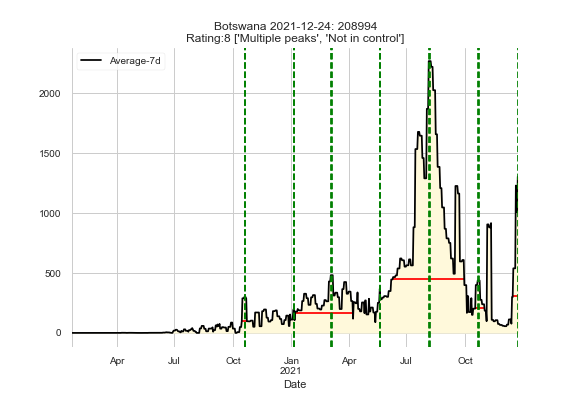 Botswana 2021-12-24: 208994
Rating:8 ['Multiple peaks', 'Not in control']
Average-7d
2000
1500
1000
500
0
Apr Jul Oct Jan Apr Jul Oct
2021
Date